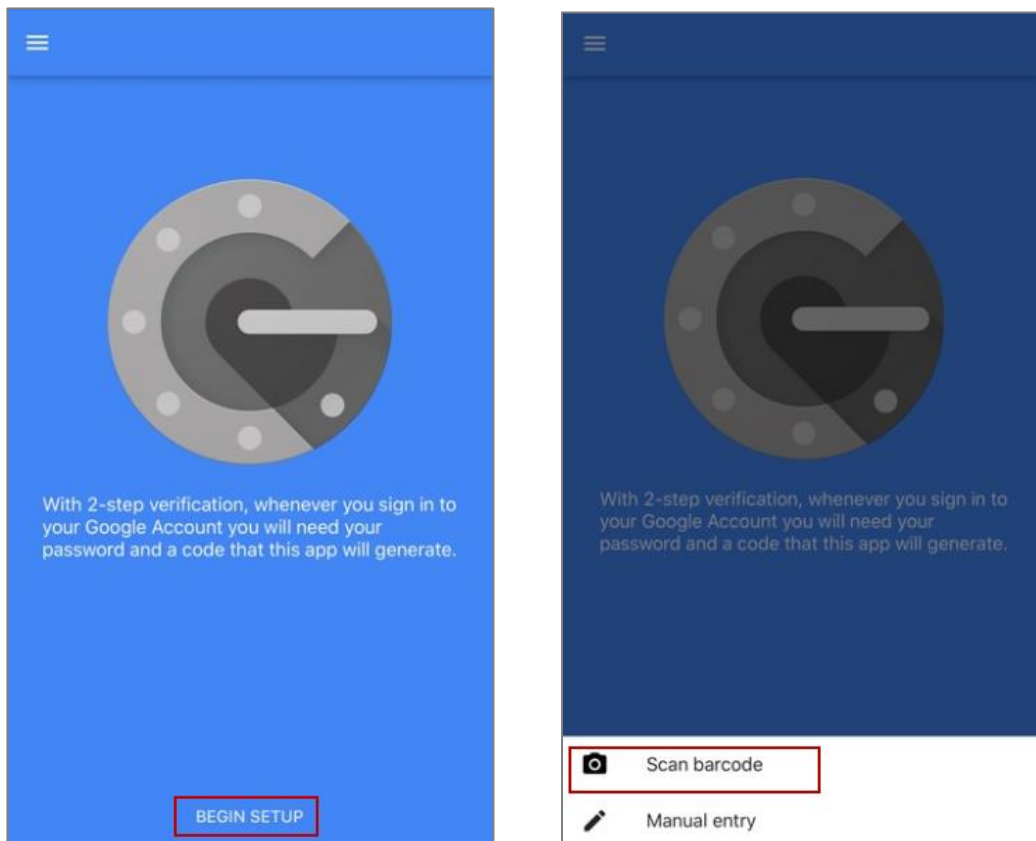 With 2-step verification, whenever you sign in to
your Google Account you will need your
password and a code that this app will generate.
BEGIN SETUP
With 2-step verification, whenever you sign in to
your Google Account you will need your
password and a code that this app will generate.
Scan barcode
Manual entry